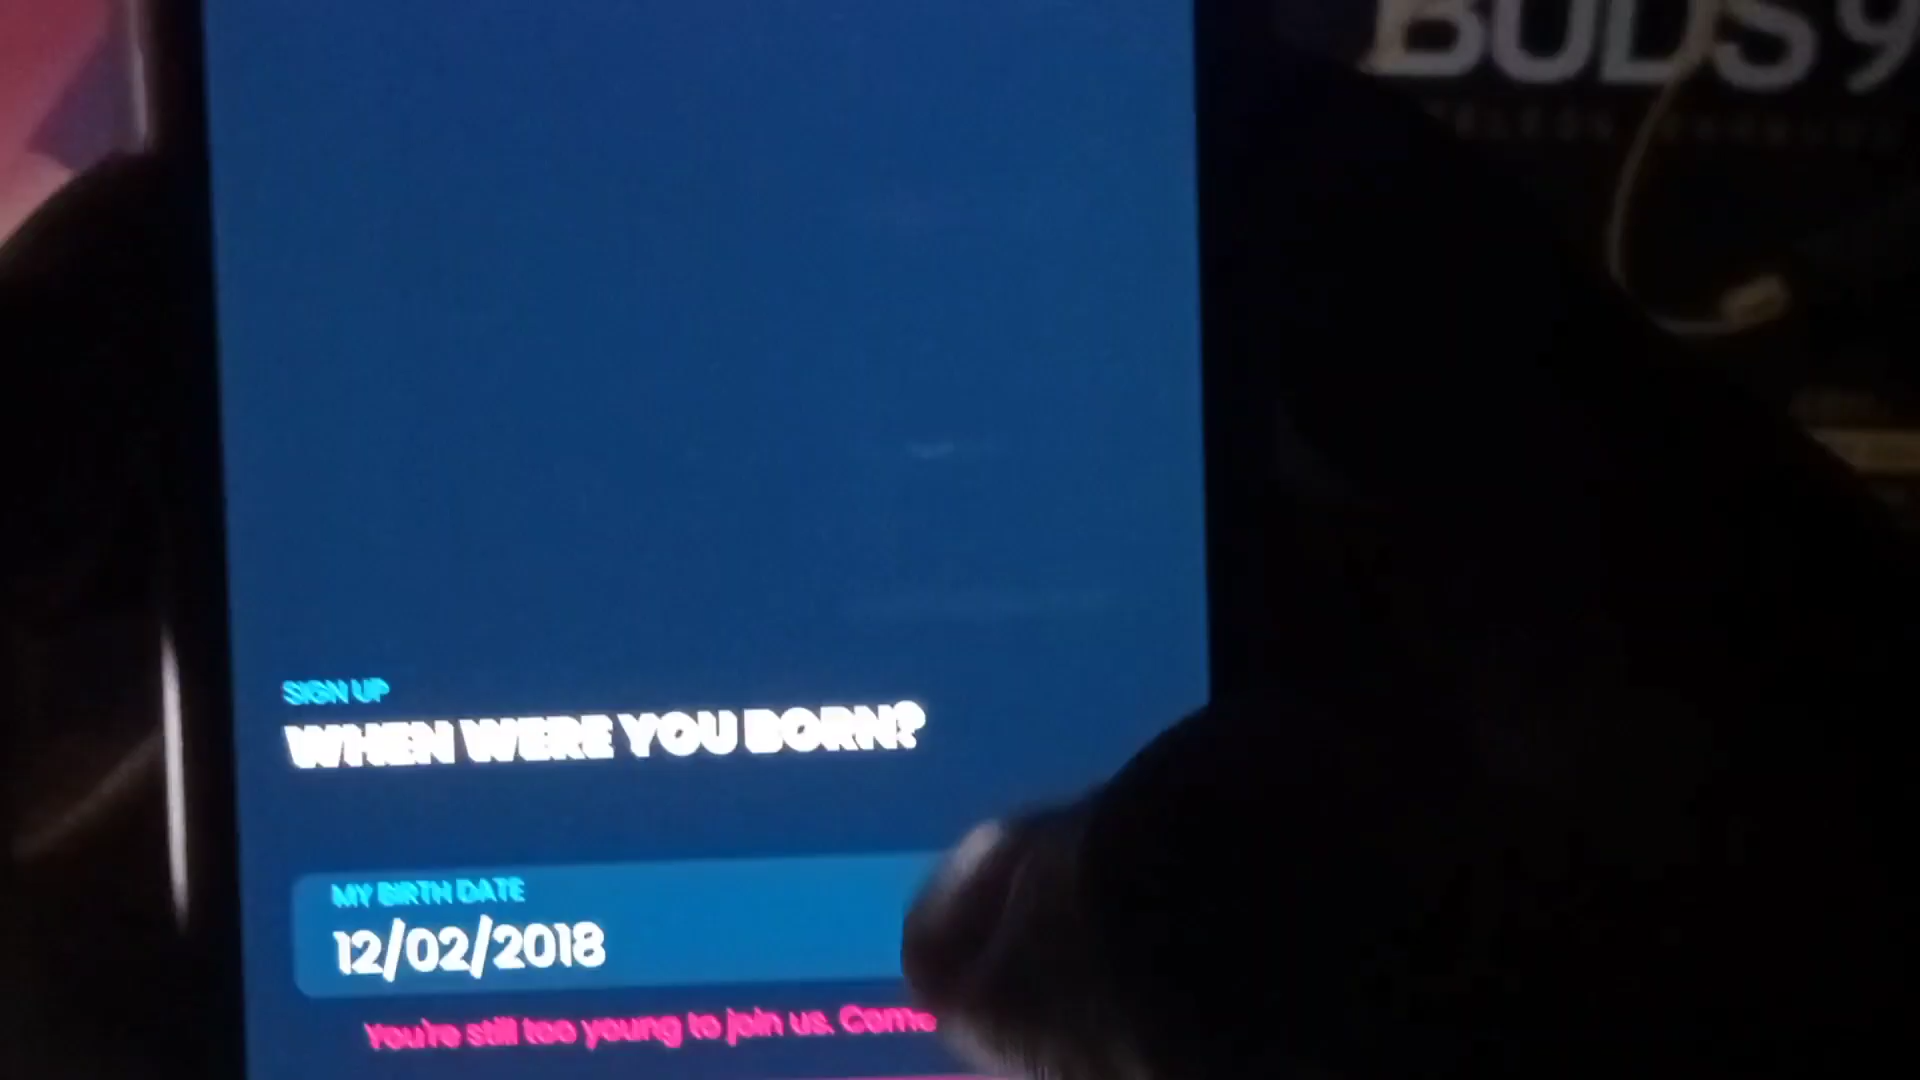 BUDS 9
SIGN UP
WHEN WERE YOU BORN?
MY BIRTH DATE
12/02/2018
You're still too young to join us. Come